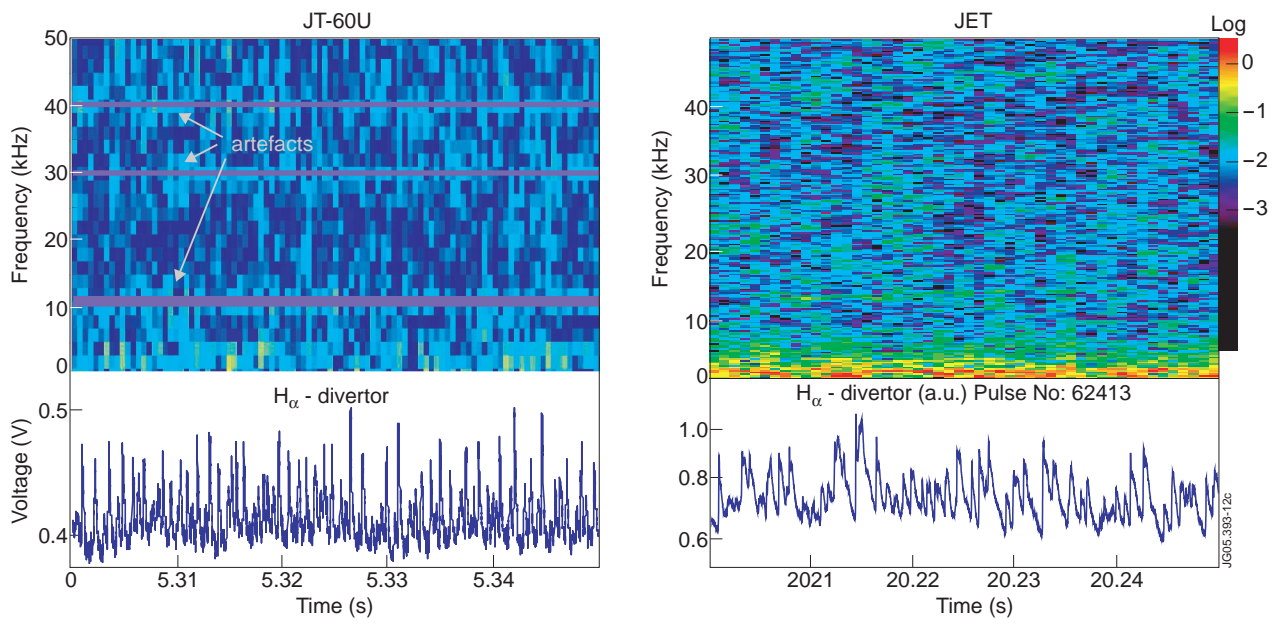 JT-60U
50
40
30
20
10
0
Frequency (kHz)
artefacts
Hα - divertor
0.5
0.4
Voltage (V)
0
5.31
5.32
5.33
5.34
Time (s)
JET
Log
40
30
20
10
0
Frequency (kHz)
0
−1
−2
−3
Hα - divertor (a.u.) Pulse No: 62413
1.0
0.8
0.6
JG05.393-12c
2021
20.22
20.23
20.24
Time (s)